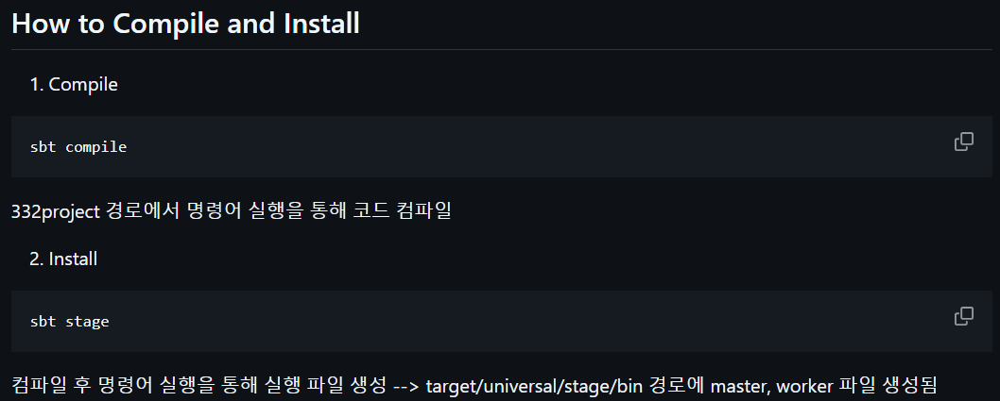 How to Compile and Install
1. Compile
sbt compile
332project 경로에서 명령어 실행을 통해 코드 컴파일
2. Install
sbt stage
컴파일 후 명령어 실행을 통해 실행 파일 생성 --> target/universal/stage/bin 경로에 master, worker 파일 생성됨